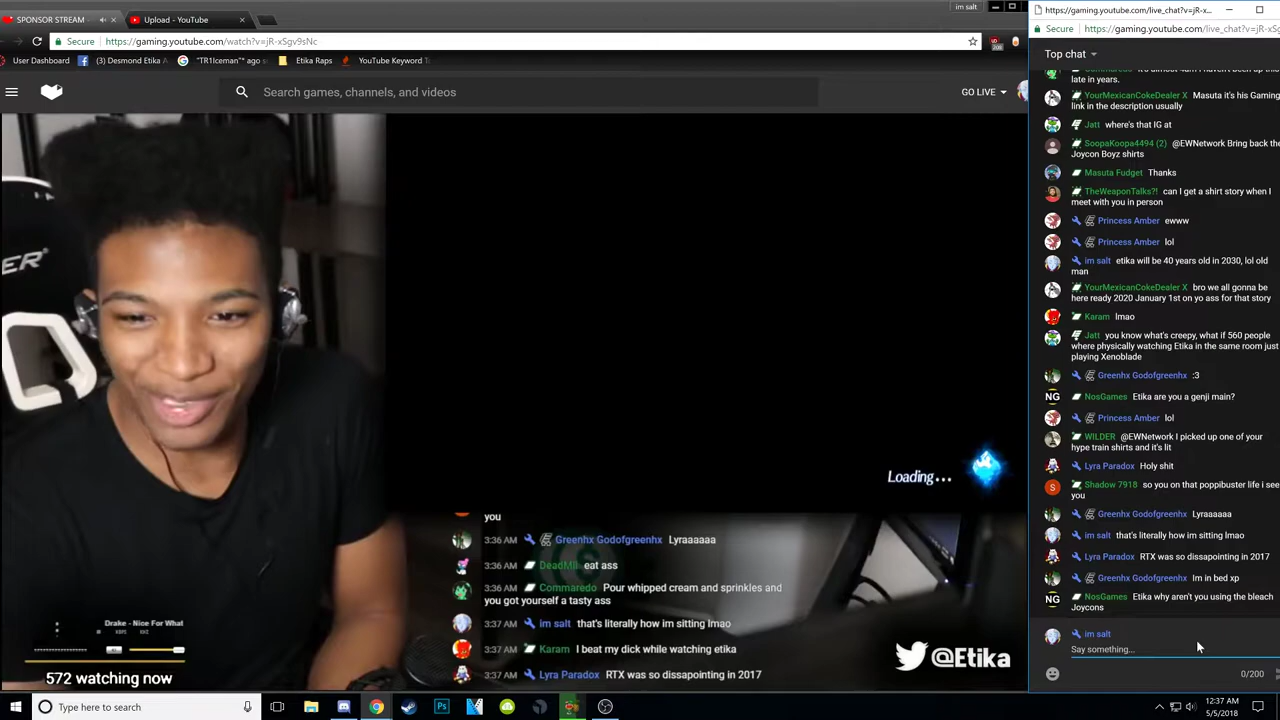 SPONSOR STREAM -
Upload - YouTube
im salt
https://gaming.youtube.com/live_chat?v=jR-x...
Secure
https://gaming.youtube.com/watch?v=jR-xSgv9sNc
Secure
https://gaming.youtube.com/live_chat?v=jR-xSg
User Dashboard
(3) Desmond Etika A
"TR1Iceman"* ago s
Etika Raps
YouTube Keyword T
Top chat
Search games, channels, and videos
GO LIVE
late in years.
YourMexicanCokeDealer X Masuta it's his Gaming
link in the description usually
Jatt where's that IG at
SoopaKoopa4494 (2) @EWNetwork Bring back the
Joycon Boyz shirts
Masuta Fudget Thanks
TheWeaponTalks?! can I get a shirt story when I
meet with you in person
Princess Amber ewww
Princess Amber lol
im salt etika will be 40 years old in 2030, lol old
man
YourMexicanCokeDealer X bro we all gonna be
here ready 2020 January 1st on yo ass for that story
Karam lmao
Jatt you know what's creepy, what if 560 people
where physically watching Etika in the same room just
playing Xenoblade
Greenhx Godofgreenhx :3
NG NosGames Etika are you a genji main?
Princess Amber lol
WILDER @EWNetwork I picked up one of your
hype train shirts and it's lit
Lyra Paradox Holy shit
S Shadow 7918 so you on that poppibuster life i see
you
Greenhx Godofgreenhx Lyraaaaa
im salt that's literally how im sitting lmao
Lyra Paradox RTX was so dissapointing in 2017
Greenhx Godofgreenhx Im in bed xp
NG NosGames Etika why aren't you using the bleach
Joycons
im salt
Say something...
0/200
Loading...
you
3:36 AM Greenhx Godofgreenhx Lyraaaaa
3:36 AM eat ass
3:36 AM Commaredo Pour whipped cream and sprinkles and
you got yourself a tasty ass
3:37 AM im salt that's literally how im sitting lmao
3:37 AM Karam I beat my dick while watching etika
3:37 AM Lyra Paradox RTX was so dissapointing in 2017
Drake - Nice For What
572 watching now
@Etika
Type here to search
12:37 AM
5/5/2018